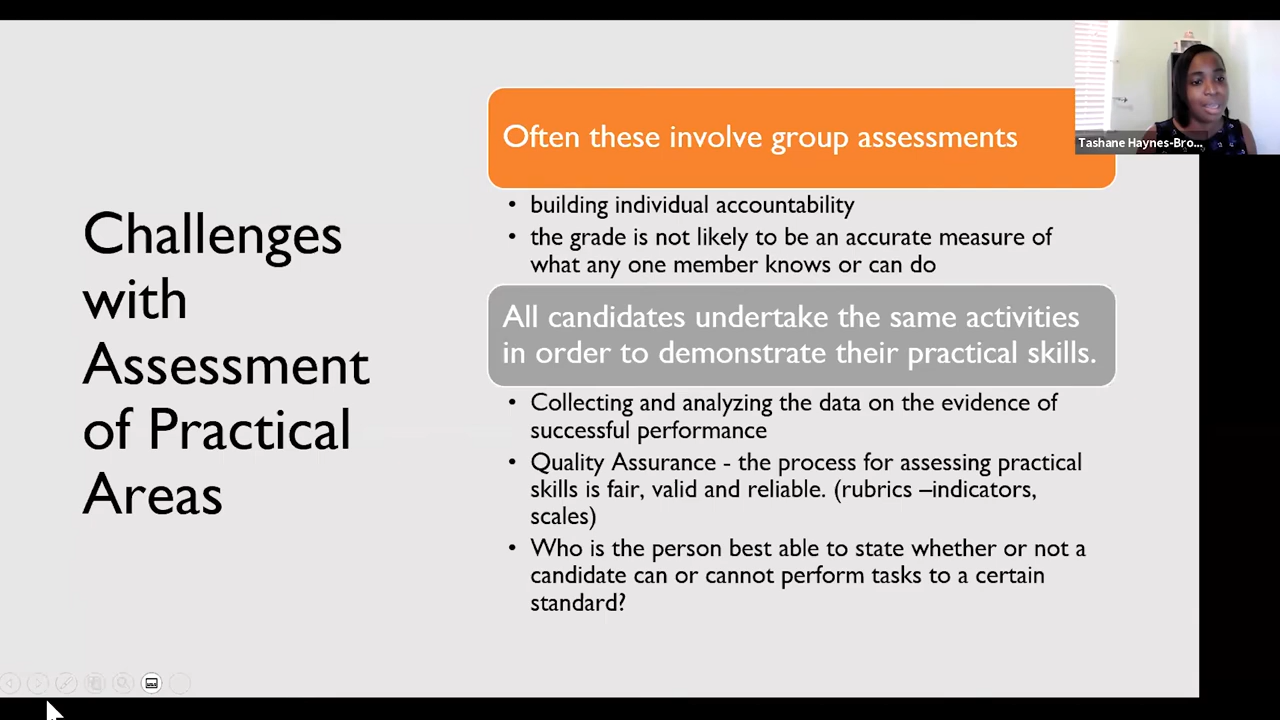 Challenges
with
Assessment
of Practical
Areas
Often these involve group assessments
• building individual accountability
• the grade is not likely to be an accurate measure of
what any one member knows or can do
All candidates undertake the same activities
in order to demonstrate their practical skills.
• Collecting and analyzing the data on the evidence of
successful performance
• Quality Assurance - the process for assessing practical
skills is fair, valid and reliable. (rubrics –indicators,
scales)
• Who is the person best able to state whether or not a
candidate can or cannot perform tasks to a certain
standard?
Tashane Haynes-Bro...